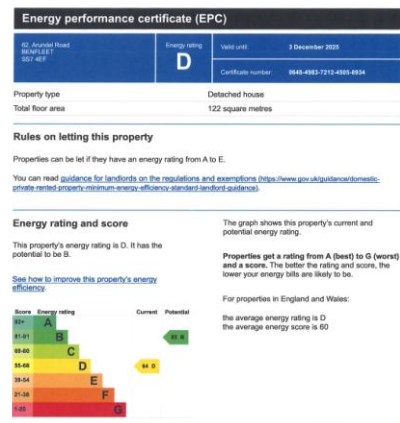 Energy performance certificate (EPC)
62, Arundel Road
BENFLEET
SS7 4EF
Energy rating
D
Valid until:
3 December 2025
Certificate number:
Property type
Detached house
Total floor area
122 square metres
Rules on letting this property
Properties can be let if they have an energy rating from A to E.
You can read guidance for landlords on the regulations and exemptions (https://www.gov.uk/guidance/domestic-
private-rented-property-minimum-energy-efficiency-standard-landlord-guidance).
Energy rating and score
This property's energy rating is D. It has the
potential to be B.
See how to improve this property's energy
efficiency.
The graph shows this property's current and
potential energy rating.
Properties get a rating from A (best) to G (worst)
and a score. The better the rating and score, the
lower your energy bills are likely to be.
For properties in England and Wales:
the average energy rating is D
the average energy score is 60
Score Energy rating Current Potential
92+ A
81-91 B
69-80 C
55-68 D 64 D
39-54 E
21-38 F
1-20 G